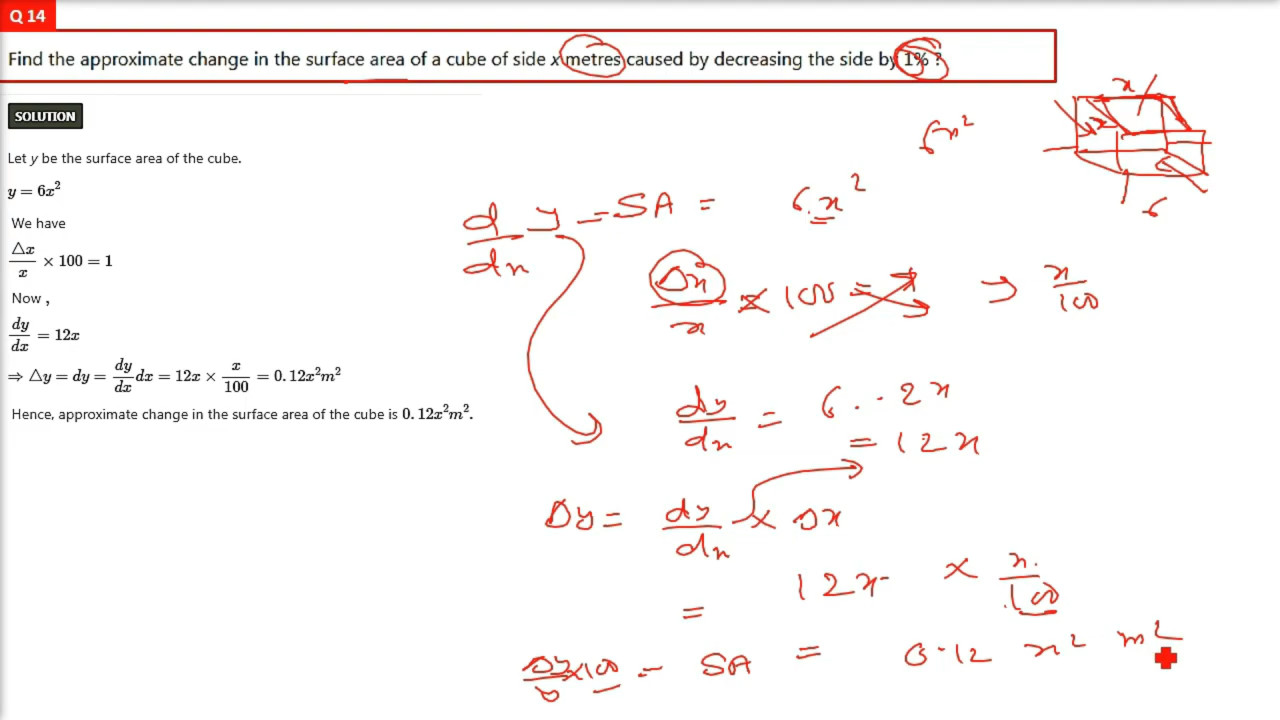 Q 14
Find the approximate change in the surface area of a cube of side x metres caused by decreasing the side by 1% ?
SOLUTION
Let y be the surface area of the cube.
y = 6x²
We have
△x/x × 100 = 1
Now ,
dy/dx = 12x
⇒ △y = dy = dy/dx dx = 12x × x/100 = 0.12x²m²
Hence, approximate change in the surface area of the cube is 0.12x²m².
x
x
6x²
6
d/dx y = SA = 6.x²
Δx/x × 100 = 1 ⇒ x/100
dy/dx = 6..2x
= 12x
Δy = dy/dx × Δx
= 12x × x/100
SA = 0.12 x² m²